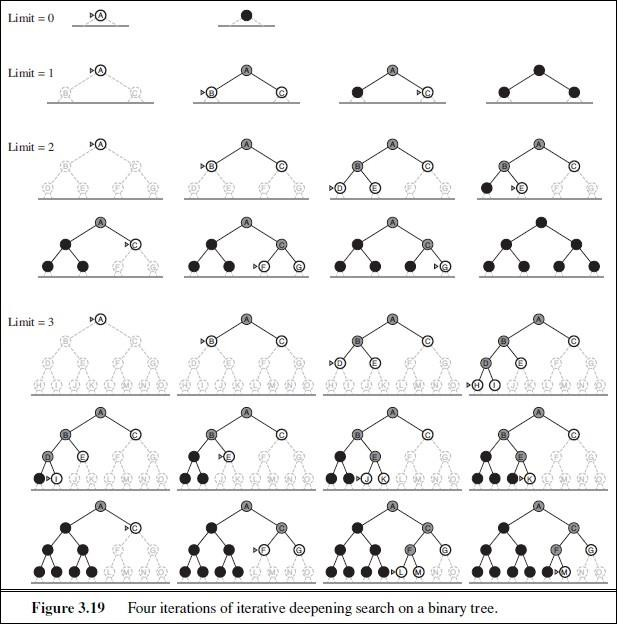 Limit = 0 A
Limit = 1 A A A
B C B C C
Limit = 2 A A A A
B C B C B C B C
D E F G D E F G D E F G E F G
A A A
C C C
F G F G G
Limit = 3 A A A A
B C B C B C B C
D E F G D E F G D E F G D E F G
H I J K L M N O H I J K L M N O H I J K L M N O H I J K L M N O
A A A A
B C B C B C B C
D E F G E F G E F G E F G
I J K L M N O J K L M N O J K L M N O K L M N O
A A A A
C C C C
F G F G F G F G
L M N O L M N O L M N O M N O
Figure 3.19 Four iterations of iterative deepening search on a binary tree.